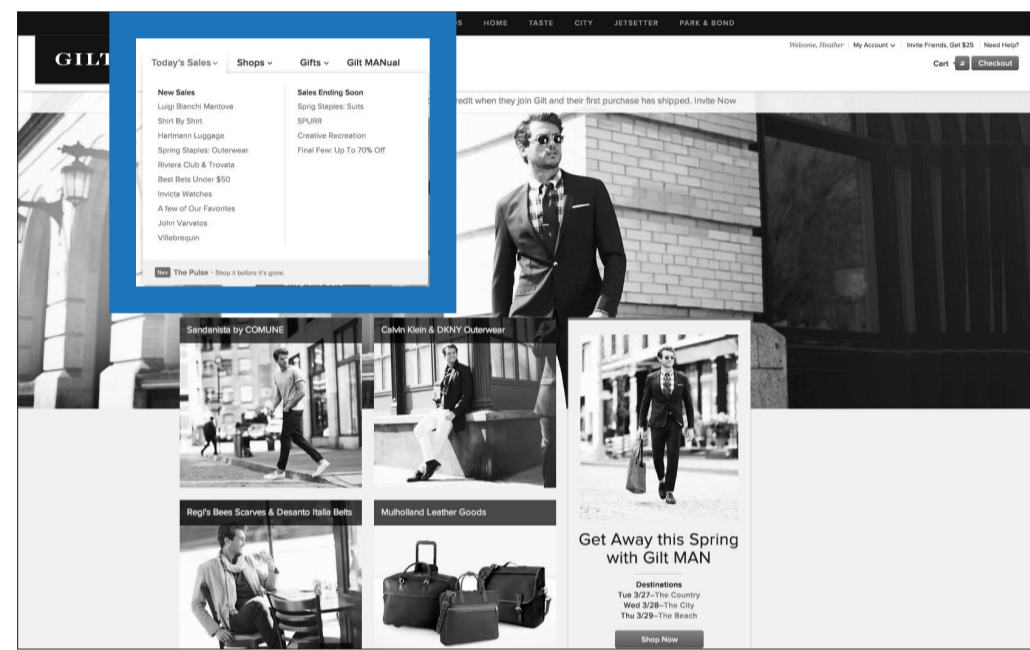 HOME TASTE CITY JETSETTER PARK & BOND
GILT
Welcome, Heather My Account Invite Friends, Get $25 Need Help?
Cart Checkout
Today's Sales Shops Gifts Gilt MANual
New Sales
Luigi Bianchi Mantova
Shirt By Shirt
Hartmann Luggage
Spring Staples: Outerwear
Riviera Club & Trovata
Best Bets Under $50
Invicta Watches
A few of Our Favorites
John Varvatos
Villebrequin
Sales Ending Soon
Sprig Staples: Suits
SPURR
Creative Recreation
Final Few: Up To 70% Off
New The Pulse - Shop it before it's gone.
redit when they join Gilt and their first purchase has shipped. Invite Now
Sandanista by COMUNE
Calvin Klein & DKNY Outerwear
Regi's Bees Scarves & Desanto Italia Belts
Mulholland Leather Goods
Get Away this Spring
with Gilt MAN
Destinations
Tue 3/27–The Country
Wed 3/28–The City
Thu 3/29–The Beach
Shop Now